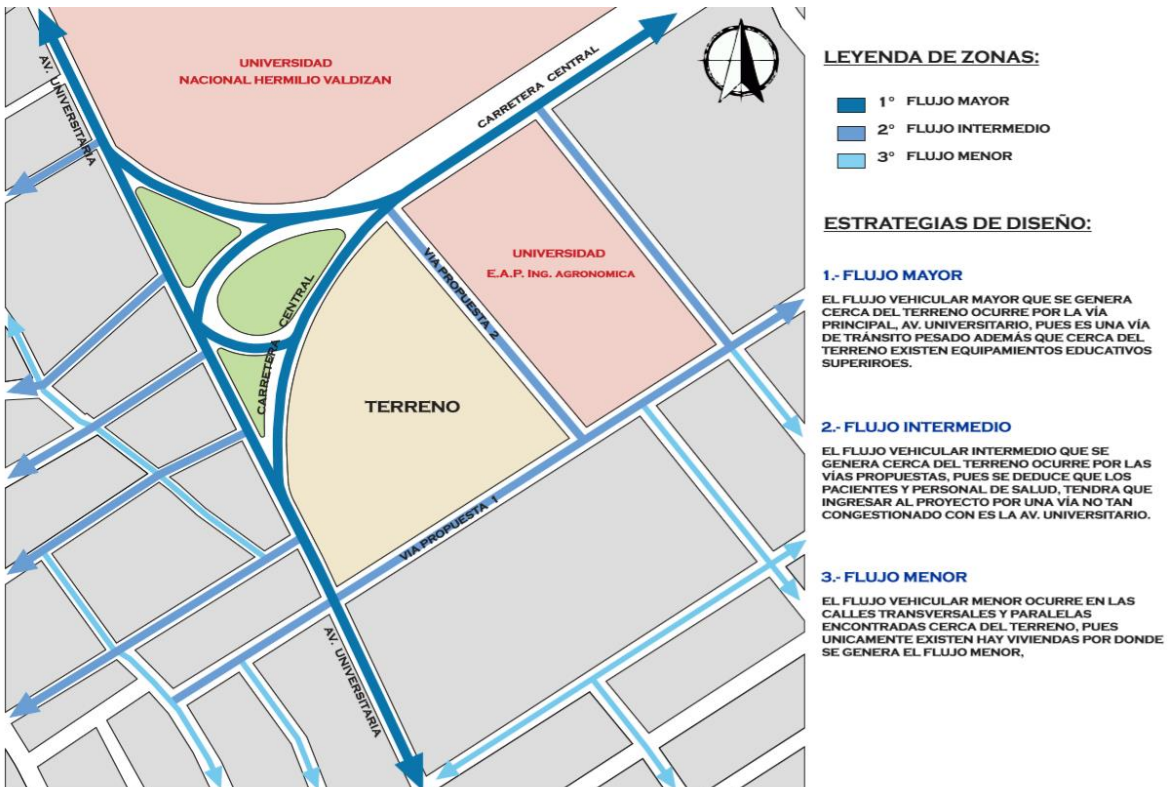 UNIVERSIDAD
NACIONAL HERMILIO VALDIZAN
AV. UNIVERSITARIA
CARRETERA CENTRAL
UNIVERSIDAD
E.A.P. ING. AGRONOMICA
VIA PROPUESTA 2
CARRETERA CENTRAL
TERRENO
VIA PROPUESTA 1
AV. UNIVERSITARIA
LEYENDA DE ZONAS:
1° FLUJO MAYOR
2° FLUJO INTERMEDIO
3° FLUJO MENOR
ESTRATEGIAS DE DISEÑO:
1.- FLUJO MAYOR
EL FLUJO VEHICULAR MAYOR QUE SE GENERA
CERCA DEL TERRENO OCURRE POR LA VÍA
PRINCIPAL, AV. UNIVERSITARIO, PUES ES UNA VÍA
DE TRÁNSITO PESADO ADEMÁS QUE CERCA DEL
TERRENO EXISTEN EQUIPAMIENTOS EDUCATIVOS
SUPERIROES.
2.- FLUJO INTERMEDIO
EL FLUJO VEHICULAR INTERMEDIO QUE SE
GENERA CERCA DEL TERRENO OCURRE POR LAS
VÍAS PROPUESTAS, PUES SE DEDUCE QUE LOS
PACIENTES Y PERSONAL DE SALUD, TENDRA QUE
INGRESAR AL PROYECTO POR UNA VÍA NO TAN
CONGESTIONADO CON ES LA AV. UNIVERSITARIO.
3.- FLUJO MENOR
EL FLUJO VEHICULAR MENOR OCURRE EN LAS
CALLES TRANSVERSALES Y PARALELAS
ENCONTRADAS CERCA DEL TERRENO, PUES
UNICAMENTE EXISTEN HAY VIVIENDAS POR DONDE
SE GENERA EL FLUJO MENOR,